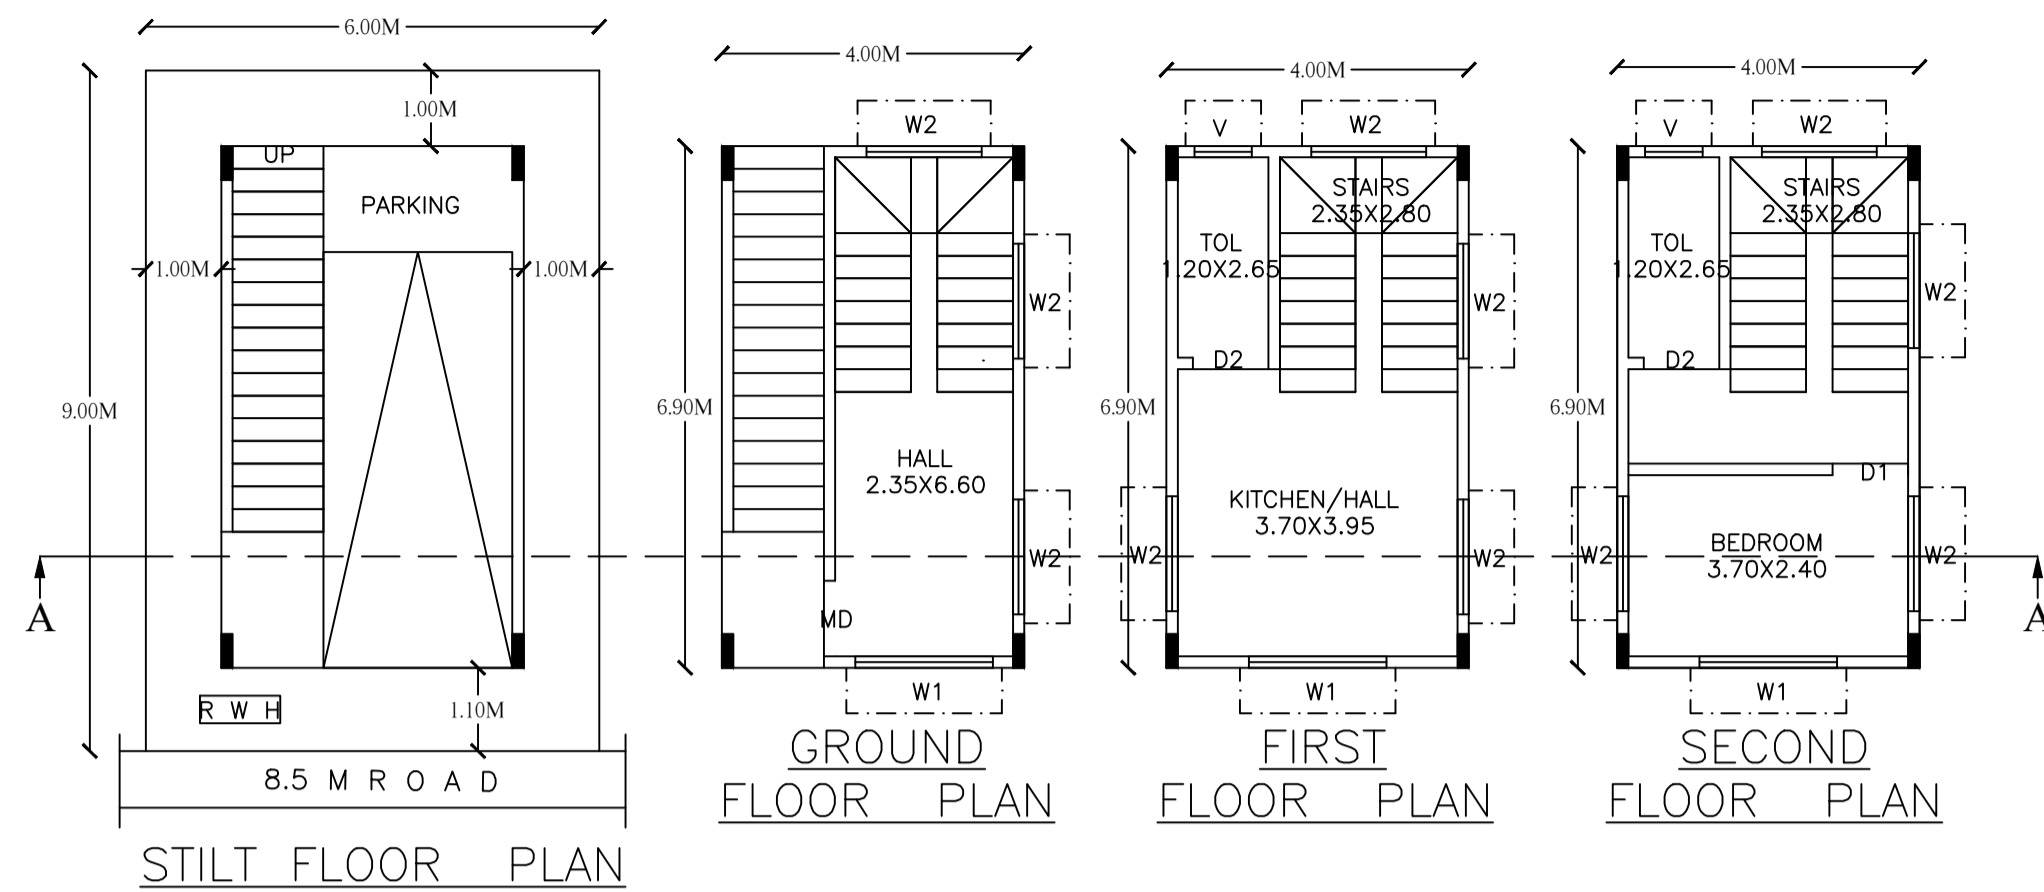 6.00M
1.00M
UP
PARKING
1.00M
1.00M
9.00M
A
R W H
1.10M
8.5 M R O A D
STILT FLOOR PLAN
4.00M
W2
6.90M
W2
HALL
2.35X6.60
W2
MD
W1
GROUND
FLOOR PLAN
4.00M
V
W2
STAIRS
2.35X2.80
TOL
1.20X2.65
W2
D2
6.90M
KITCHEN/HALL
3.70X3.95
W2
W2
W1
FIRST
FLOOR PLAN
4.00M
V
W2
STAIRS
2.35X2.80
TOL
1.20X2.65
W2
D2
6.90M
D1
BEDROOM
3.70X2.40
W2
W2
A
W1
SECOND
FLOOR PLAN